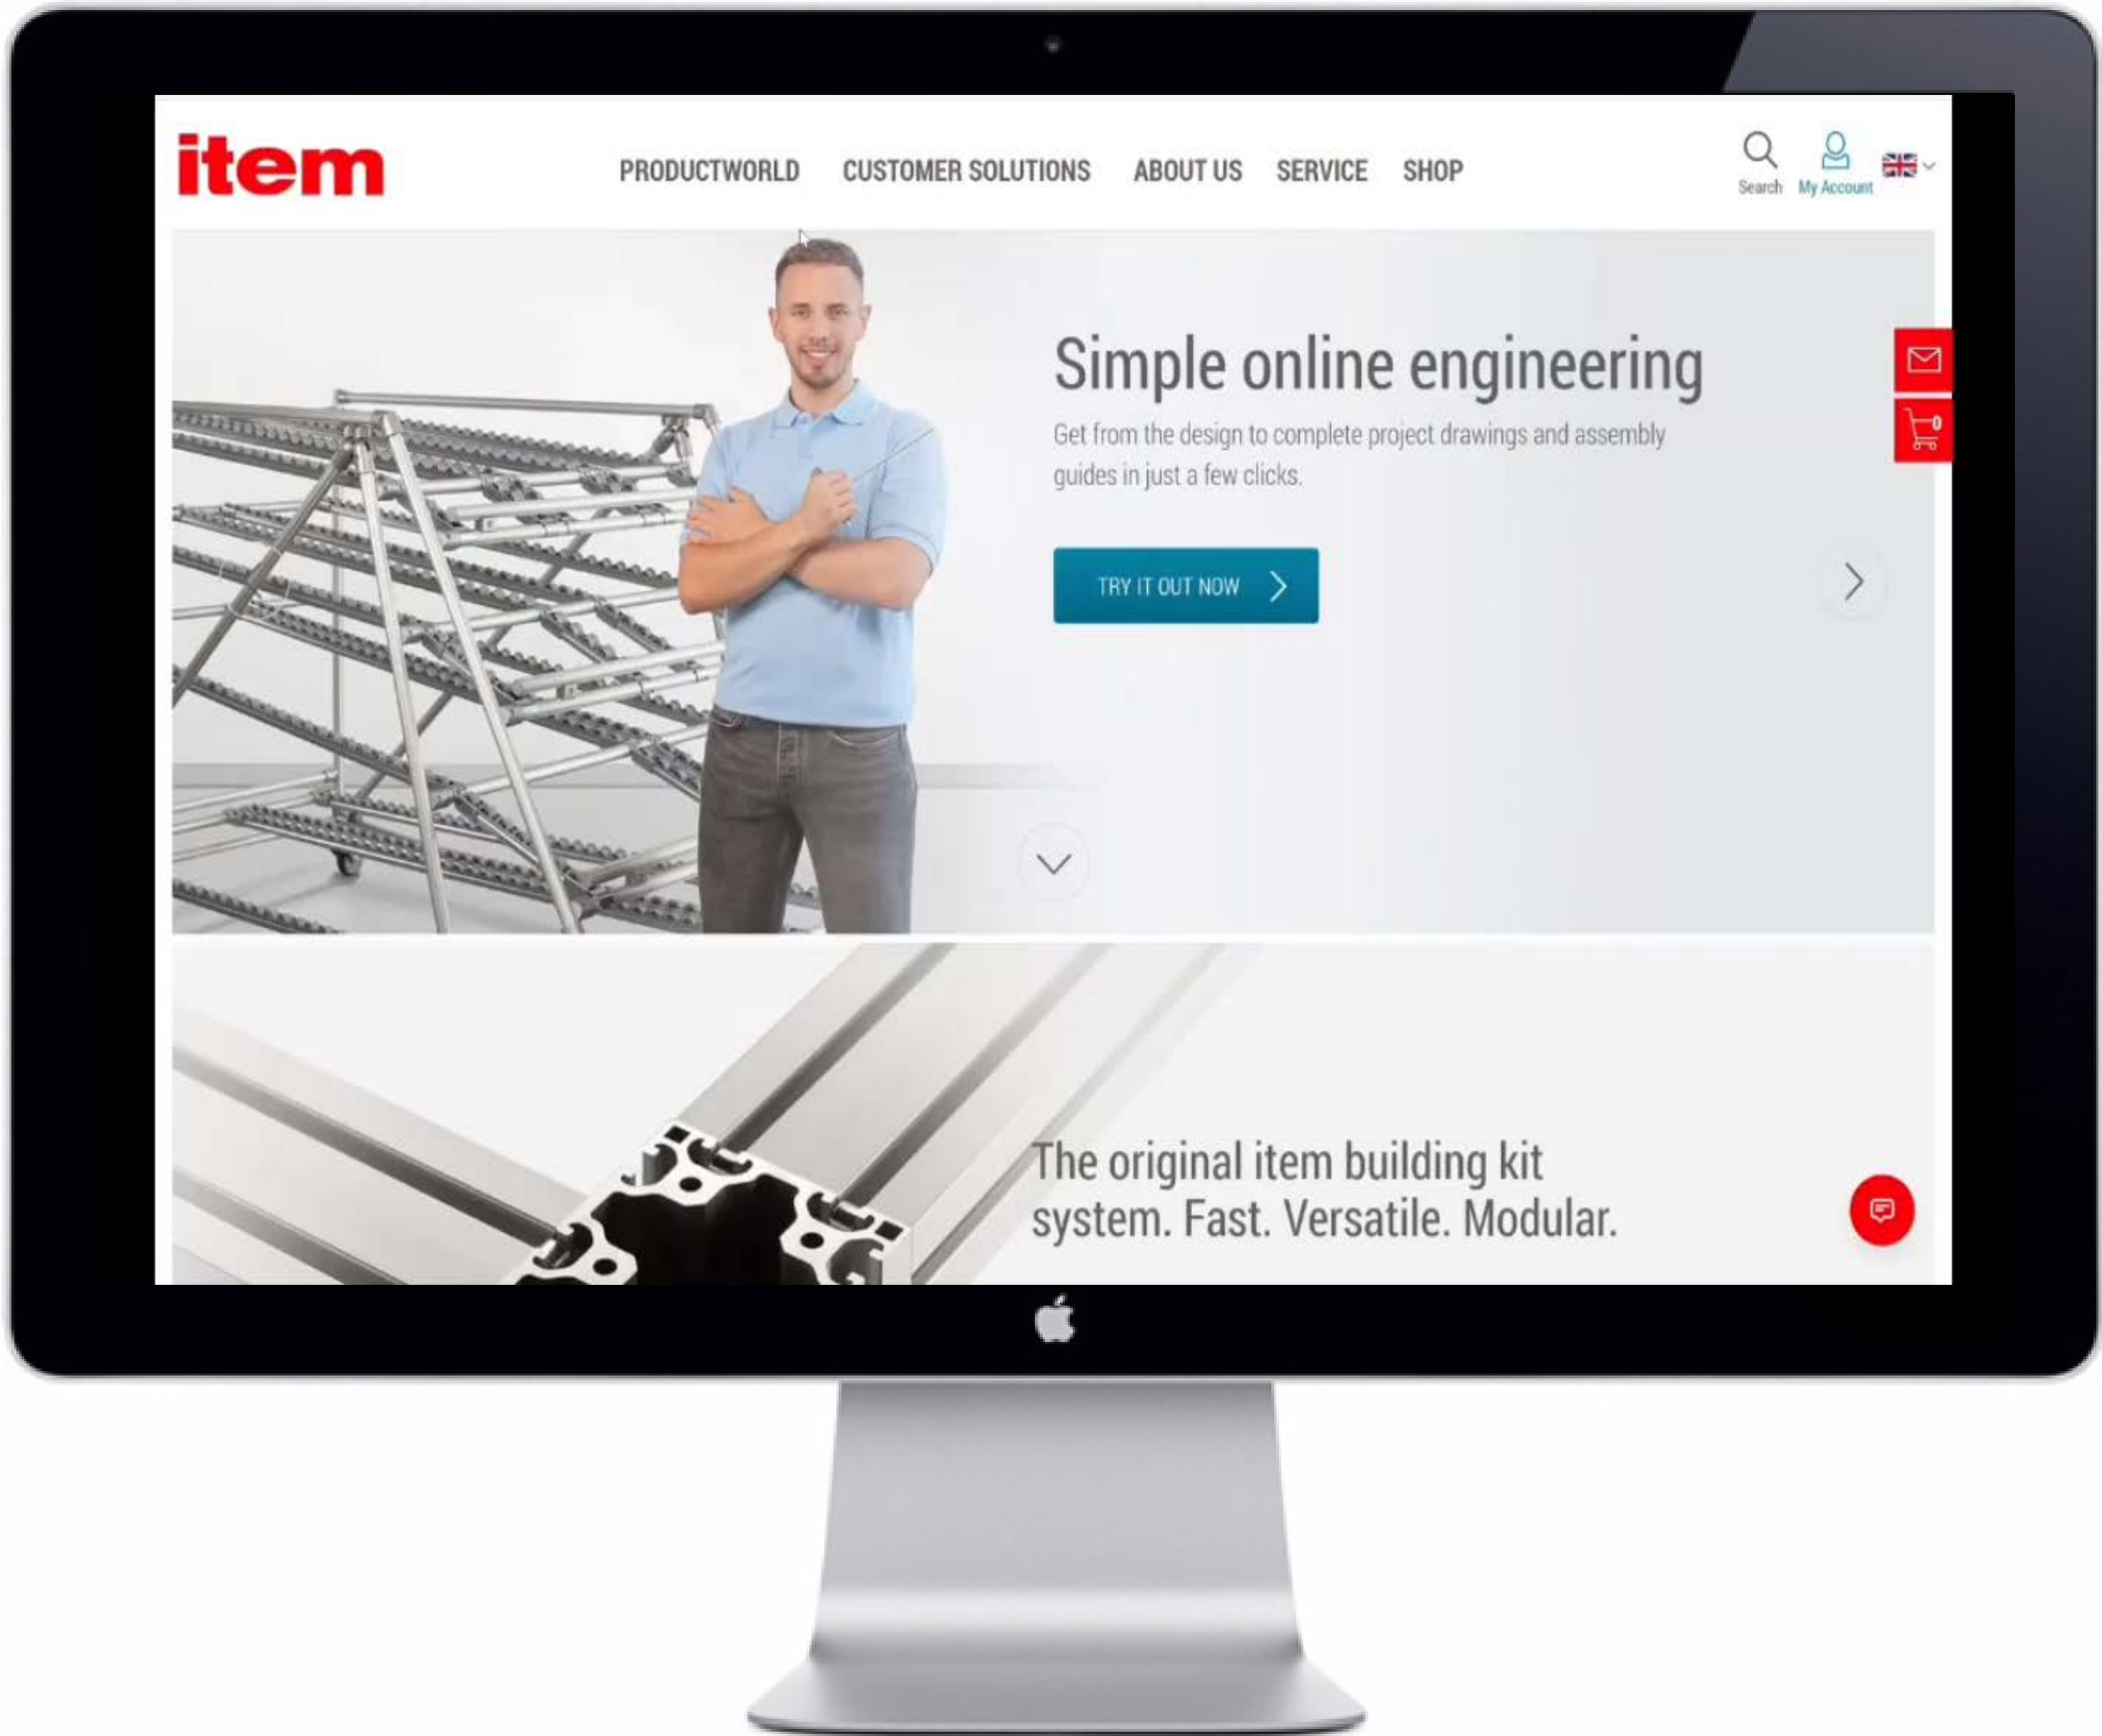 item
PRODUCTWORLD CUSTOMER SOLUTIONS ABOUT US SERVICE SHOP
Search My Account
Simple online engineering
Get from the design to complete project drawings and assembly
guides in just a few clicks.
0
TRY IT OUT NOW
The original item building kit
system. Fast. Versatile. Modular.